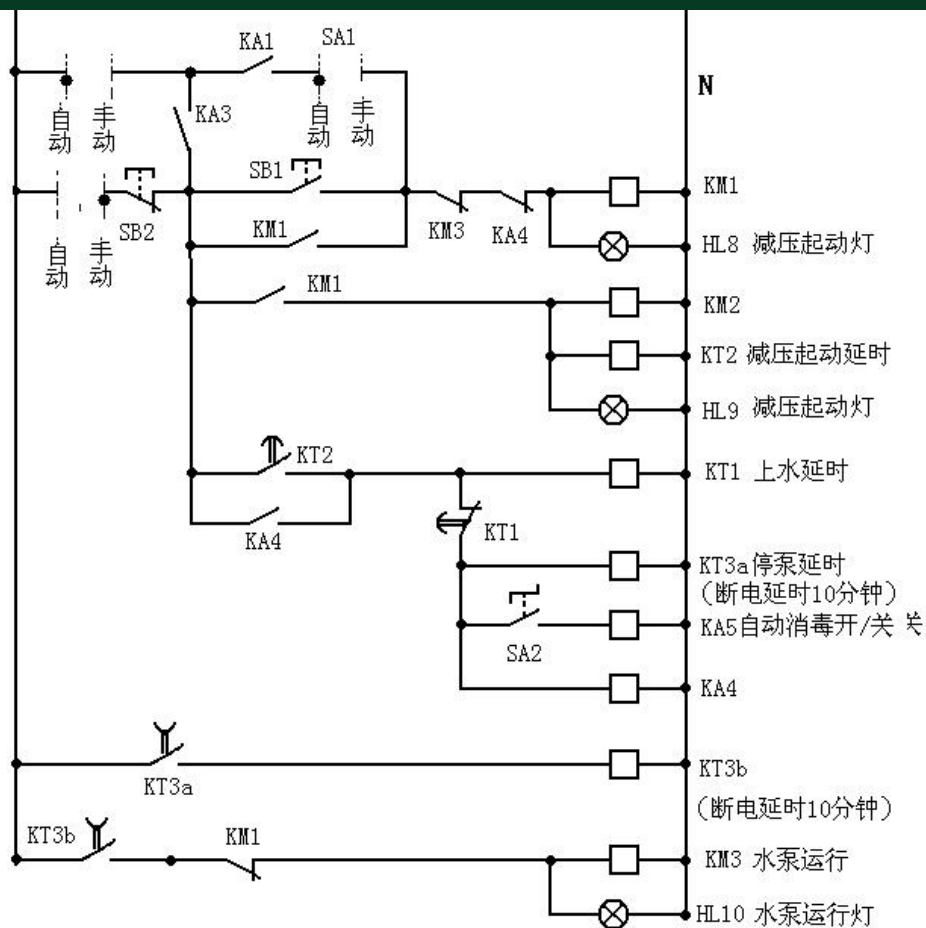 KA1
SA1
N
自动
手动
KA3
自动
手动
SB1
KM1
SB2
KM3
KA4
自动
手动
KM1
HL8 减压起动灯
KM1
KM2
KT2 减压起动延时
HL9 减压起动灯
KT2
KT1 上水延时
KA4
KT1
KT3a停泵延时
(断电延时10分钟)
KA5自动消毒开/关 关
SA2
KA4
KT3a
KT3b
(断电延时10分钟)
KT3b
KM1
KM3 水泵运行
HL10 水泵运行灯